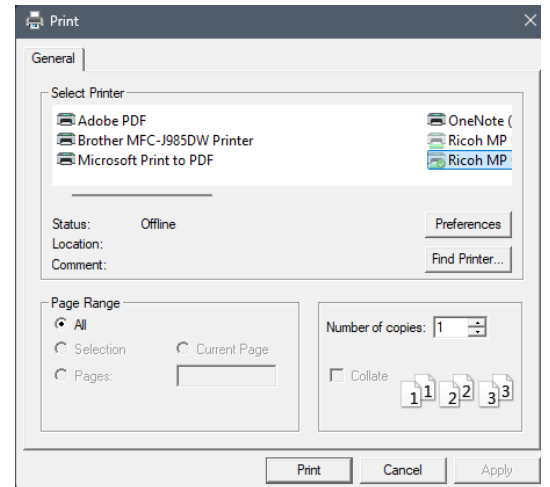 Print
General
Select Printer
Adobe PDF
Brother MFC-J985DW Printer
Microsoft Print to PDF
OneNote (
Ricoh MP
Ricoh MP
Status: Offline
Location:
Comment:
Preferences
Find Printer...
Page Range
All
Selection
Current Page
Pages:
Number of copies: 1
Collate
1 1 2 2 3 3
Print Cancel Apply